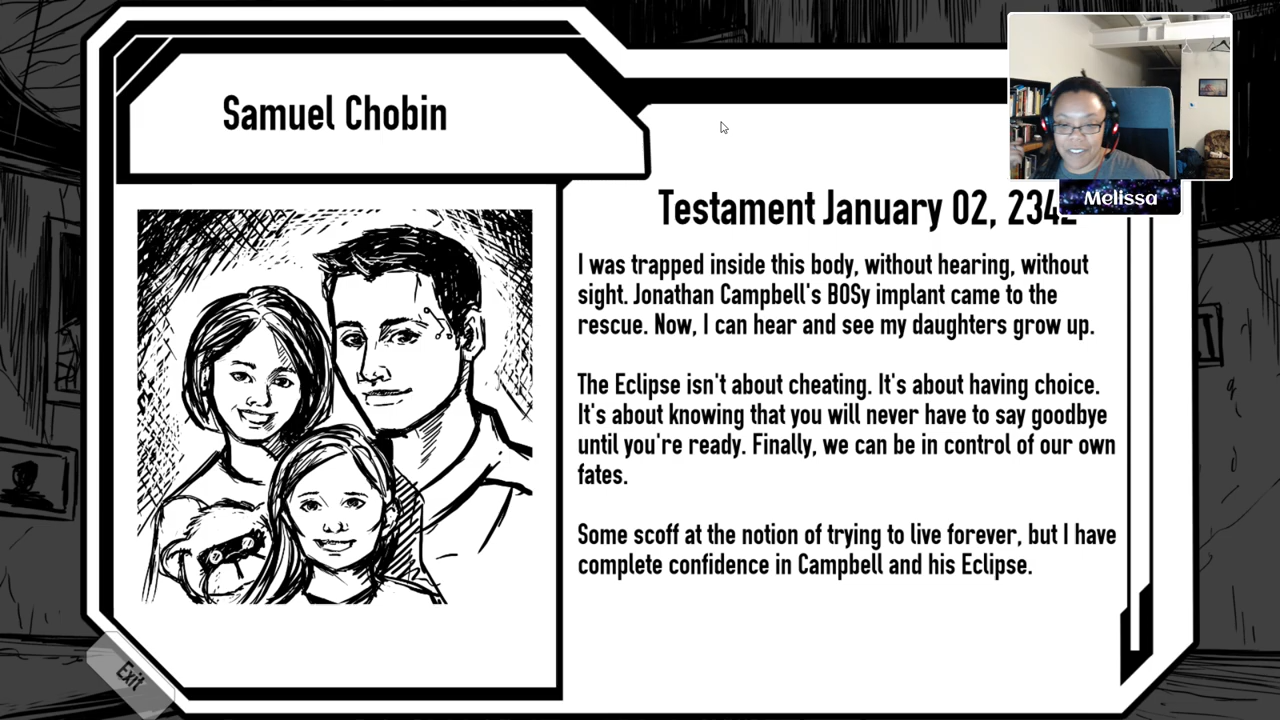 Samuel Chobin
Melissa
Testament January 02, 2342
I was trapped inside this body, without hearing, without
sight. Jonathan Campbell's BOSy implant came to the
rescue. Now, I can hear and see my daughters grow up.
The Eclipse isn't about cheating. It's about having choice.
It's about knowing that you will never have to say goodbye
until you're ready. Finally, we can be in control of our own
fates.
Some scoff at the notion of trying to live forever, but I have
complete confidence in Campbell and his Eclipse.
Exit